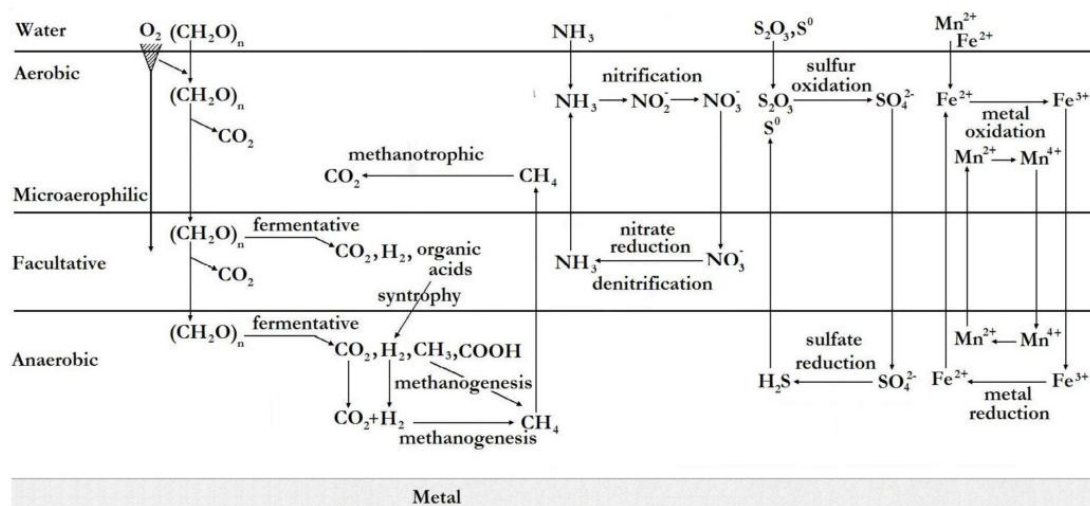 Water O₂ (CH₂O)ₙ NH₃ S₂O₃,S⁰ Mn²⁺
Fe²⁺
Aerobic
(CH₂O)ₙ
CO₂
nitrification
NH₃ NO₂⁻ NO₃⁻
sulfur
oxidation
S₂O₃ SO₄²⁻
S⁰
Fe²⁺ Fe³⁺
metal
oxidation
Mn²⁺ Mn⁴⁺
methanotrophic
CO₂ CH₄
Microaerophilic
Facultative
(CH₂O)ₙ
fermentative
CO₂,H₂, organic
acids
CO₂
syntrophy
nitrate
reduction
NH₃ NO₃⁻
denitrification
Anaerobic
(CH₂O)ₙ
fermentative
CO₂,H₂,CH₃,COOH
methanogenesis
CO₂+H₂ CH₄
methanogenesis
sulfate
reduction
H₂S SO₄²⁻
Mn²⁺ Mn⁴⁺
Fe²⁺ Fe³⁺
metal
reduction
Metal